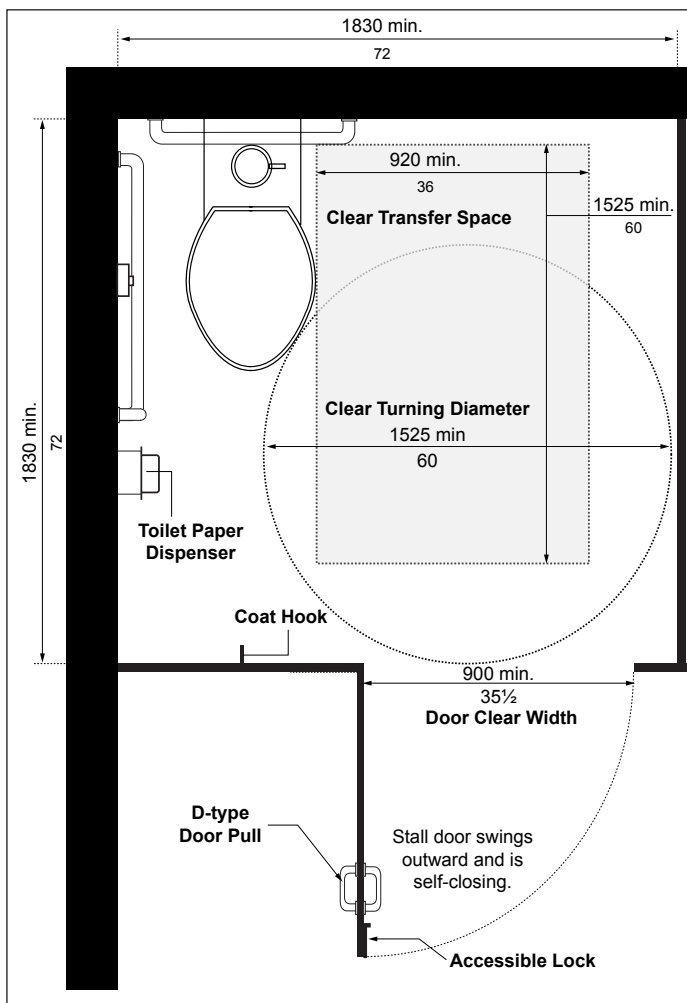 1830 min.
72
920 min.
36
1525 min.
60
Clear Transfer Space
Clear Turning Diameter
1525 min
60
1830 min.
72
Toilet Paper
Dispenser
Coat Hook
900 min.
35½
Door Clear Width
D-type
Door Pull
Stall door swings
outward and is
self-closing.
Accessible Lock